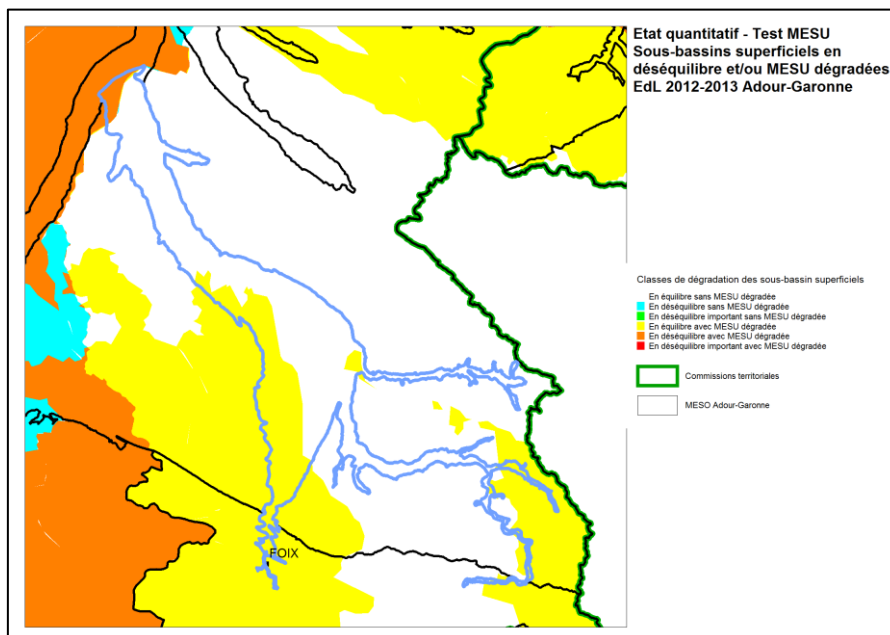 Etat quantitatif - Test MESU
Sous-bassins superficiels en
déséquilibre et/ou MESU dégradées
EdL 2012-2013 Adour-Garonne
Classes de dégradation des sous-bassin superficiels
En équilibre sans MESU dégradée
En déséquilibre sans MESU dégradée
En déséquilibre important sans MESU dégradée
En équilibre avec MESU dégradée
En déséquilibre avec MESU dégradée
En déséquilibre important avec MESU dégradée
Commissions territoriales
MESO Adour-Garonne
FOIX